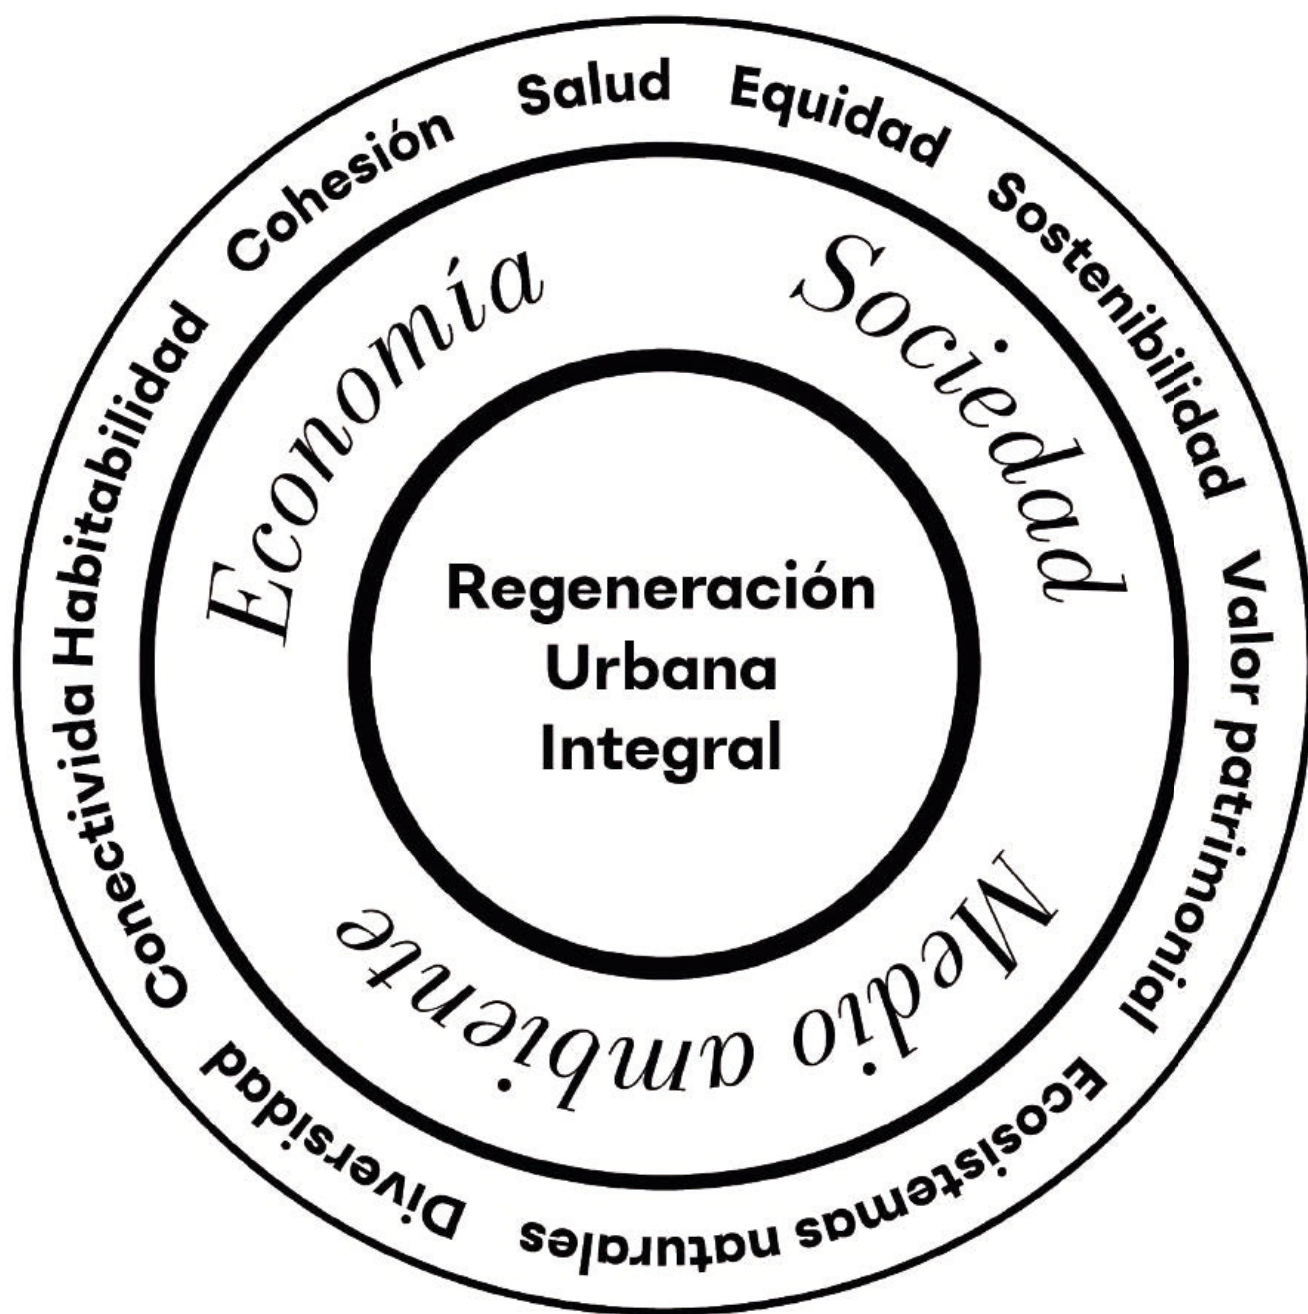 Salud
Equidad
Sostenibilidad
Valor patrimonial
Ecosistemas naturales
Diversidad
Conectivida
Habitabilidad
Cohesión
Economía
Sociedad
Medio ambiente
Regeneración
Urbana
Integral